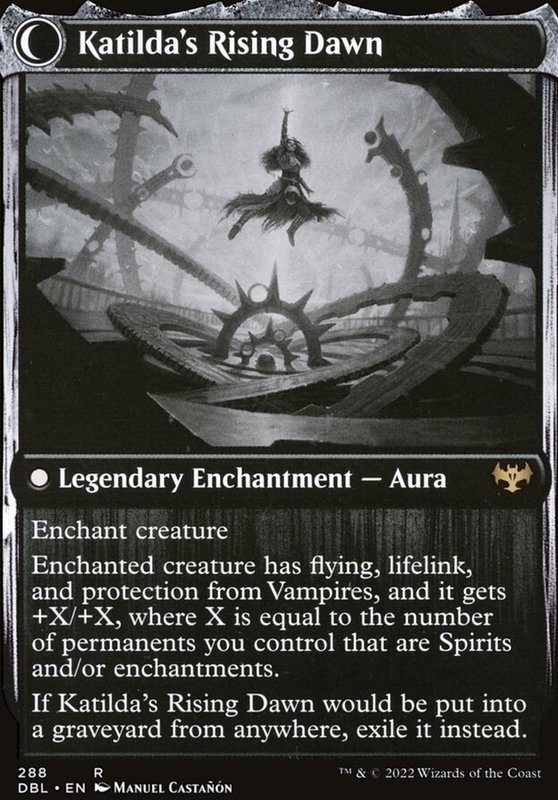 Katilda's Rising Dawn
Legendary Enchantment — Aura
Enchant creature
Enchanted creature has flying, lifelink,
and protection from Vampires, and it gets
+X/+X, where X is equal to the number
of permanents you control that are Spirits
and/or enchantments.
If Katilda's Rising Dawn would be put into
a graveyard from anywhere, exile it instead.
288 R
DBL • EN Manuel Castañón
™ & © 2022 Wizards of the Coast